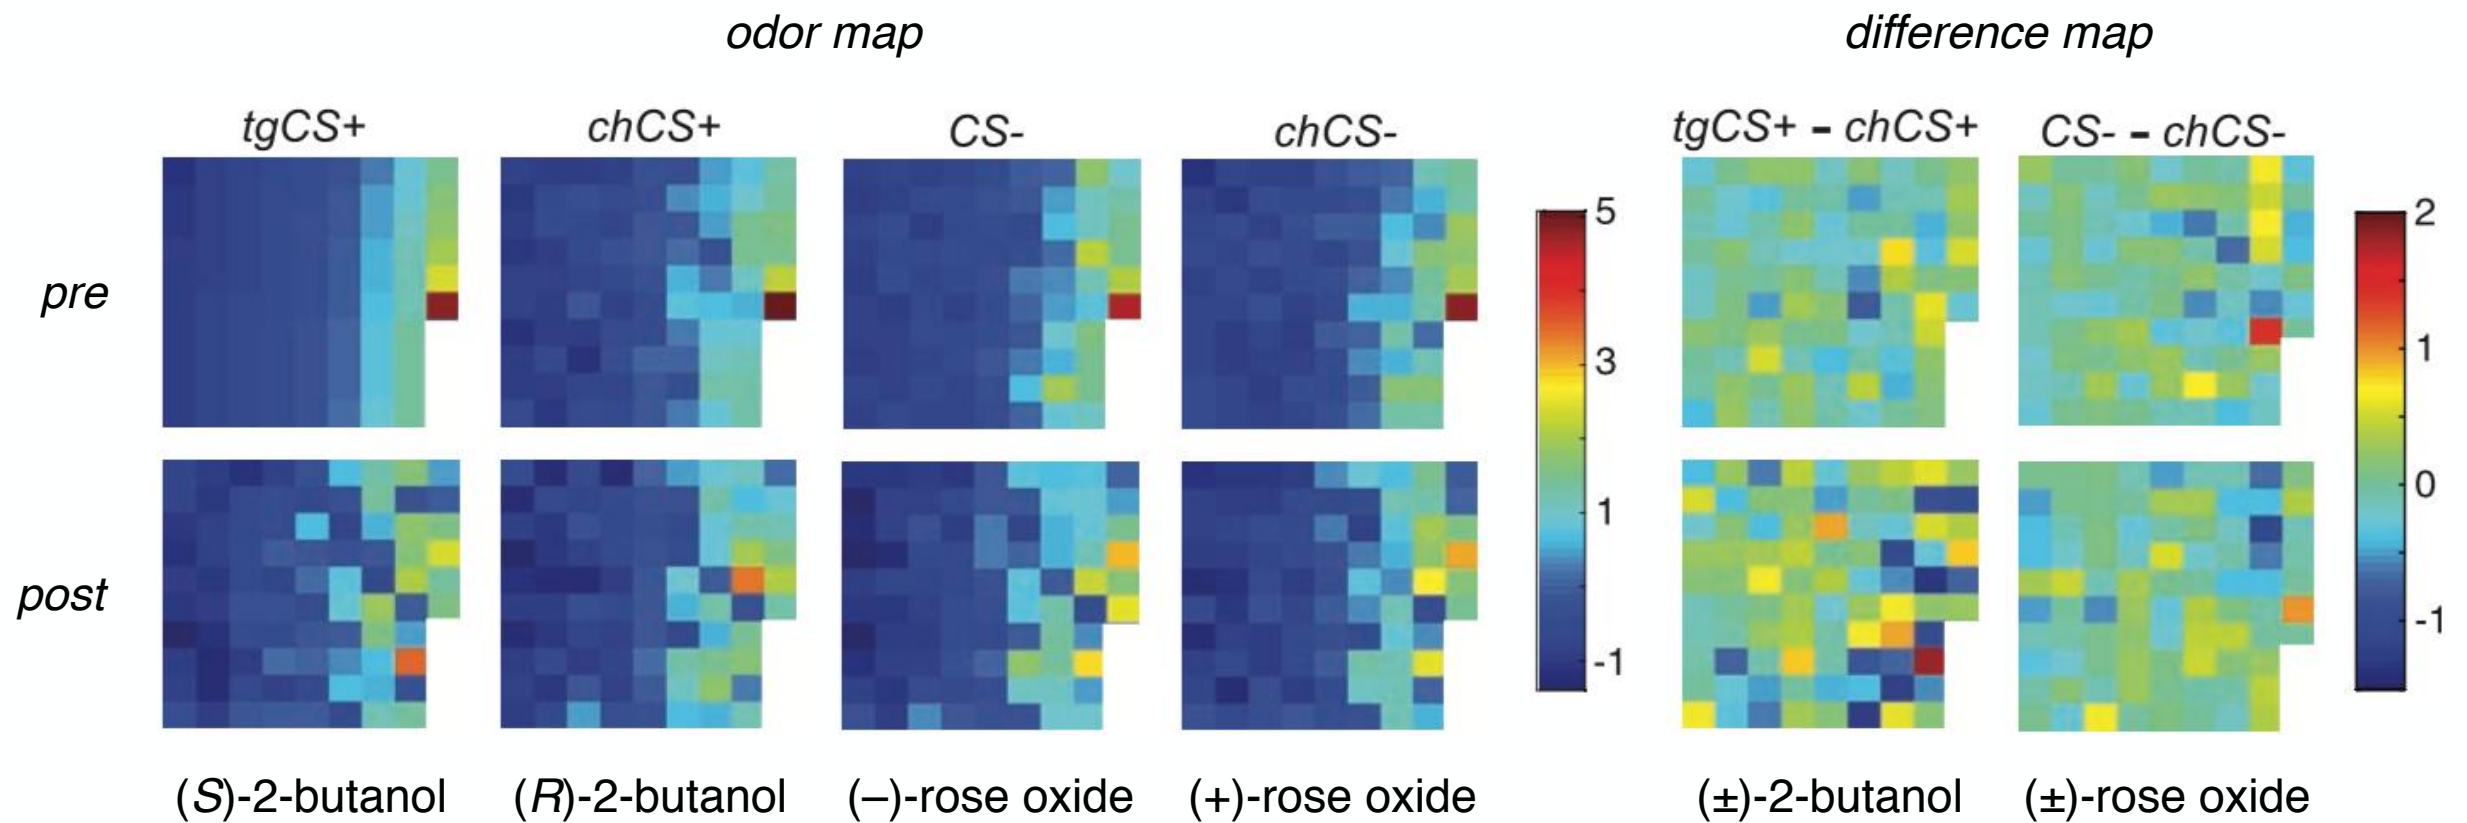 odor map difference map
tgCS+ chCS+ CS- chCS- tgCS+ - chCS+ CS- - chCS-
pre
5
3
1
-1
2
1
0
-1
post
(S)-2-butanol (R)-2-butanol (–)-rose oxide (+)-rose oxide (±)-2-butanol (±)-rose oxide